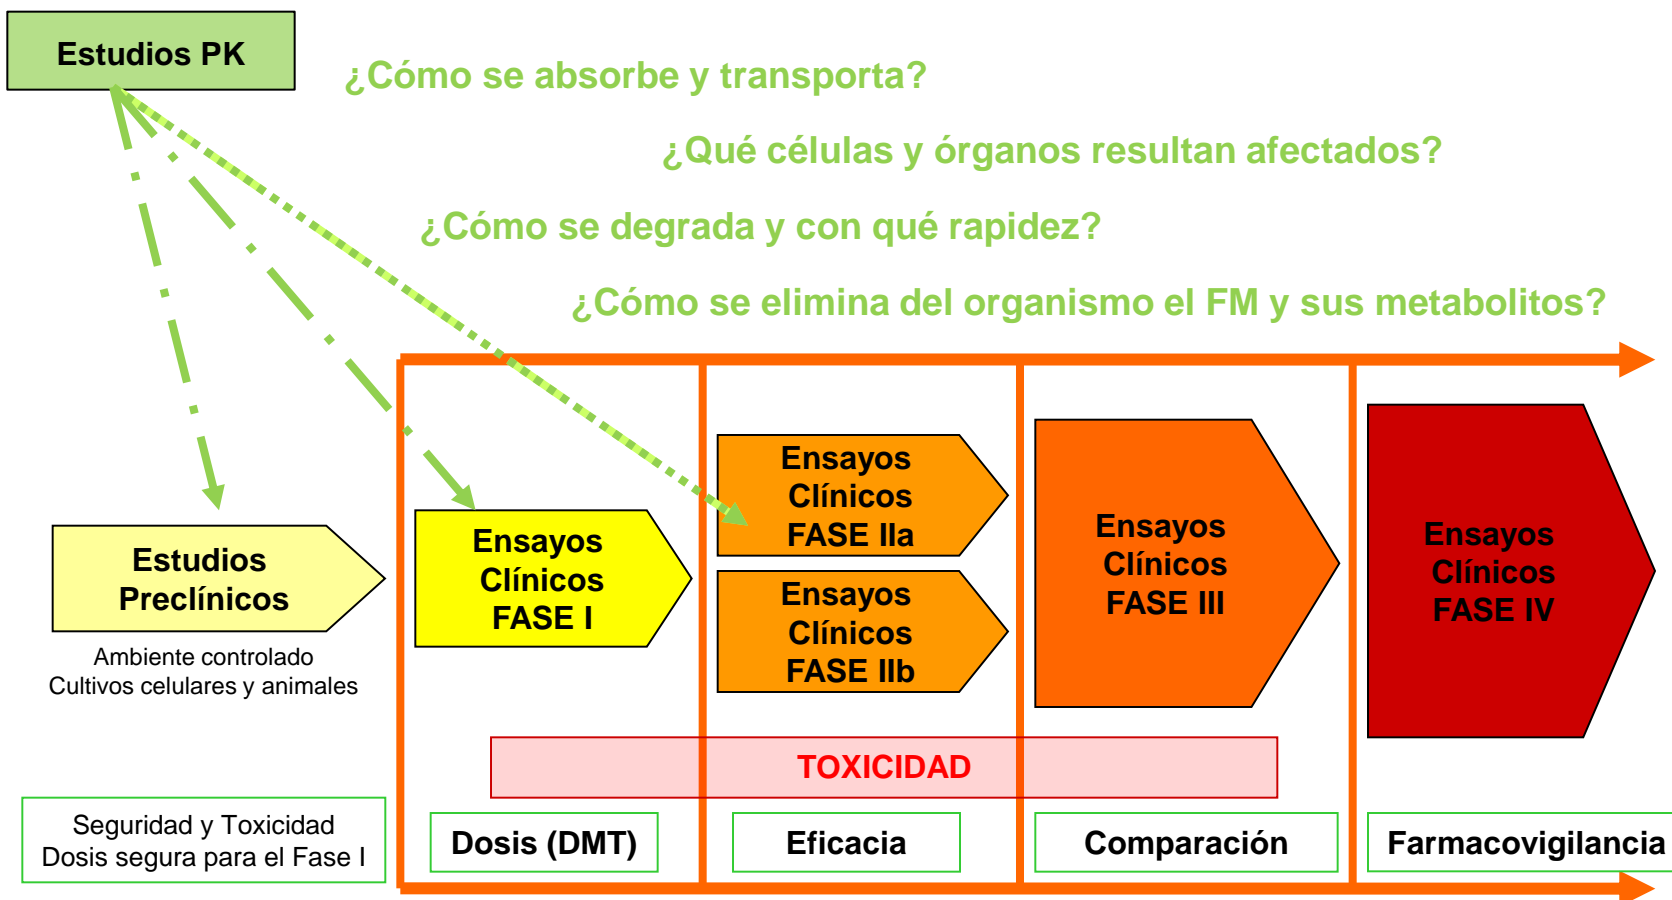 Estudios PK
¿Cómo se absorbe y transporta?
¿Qué células y órganos resultan afectados?
¿Cómo se degrada y con qué rapidez?
¿Cómo se elimina del organismo el FM y sus metabolitos?
Estudios
Preclínicos
Ambiente controlado
Cultivos celulares y animales
Seguridad y Toxicidad
Dosis segura para el Fase I
Ensayos
Clínicos
FASE I
Ensayos
Clínicos
FASE IIa
Ensayos
Clínicos
FASE IIb
Ensayos
Clínicos
FASE III
Ensayos
Clínicos
FASE IV
TOXICIDAD
Dosis (DMT)
Eficacia
Comparación
Farmacovigilancia